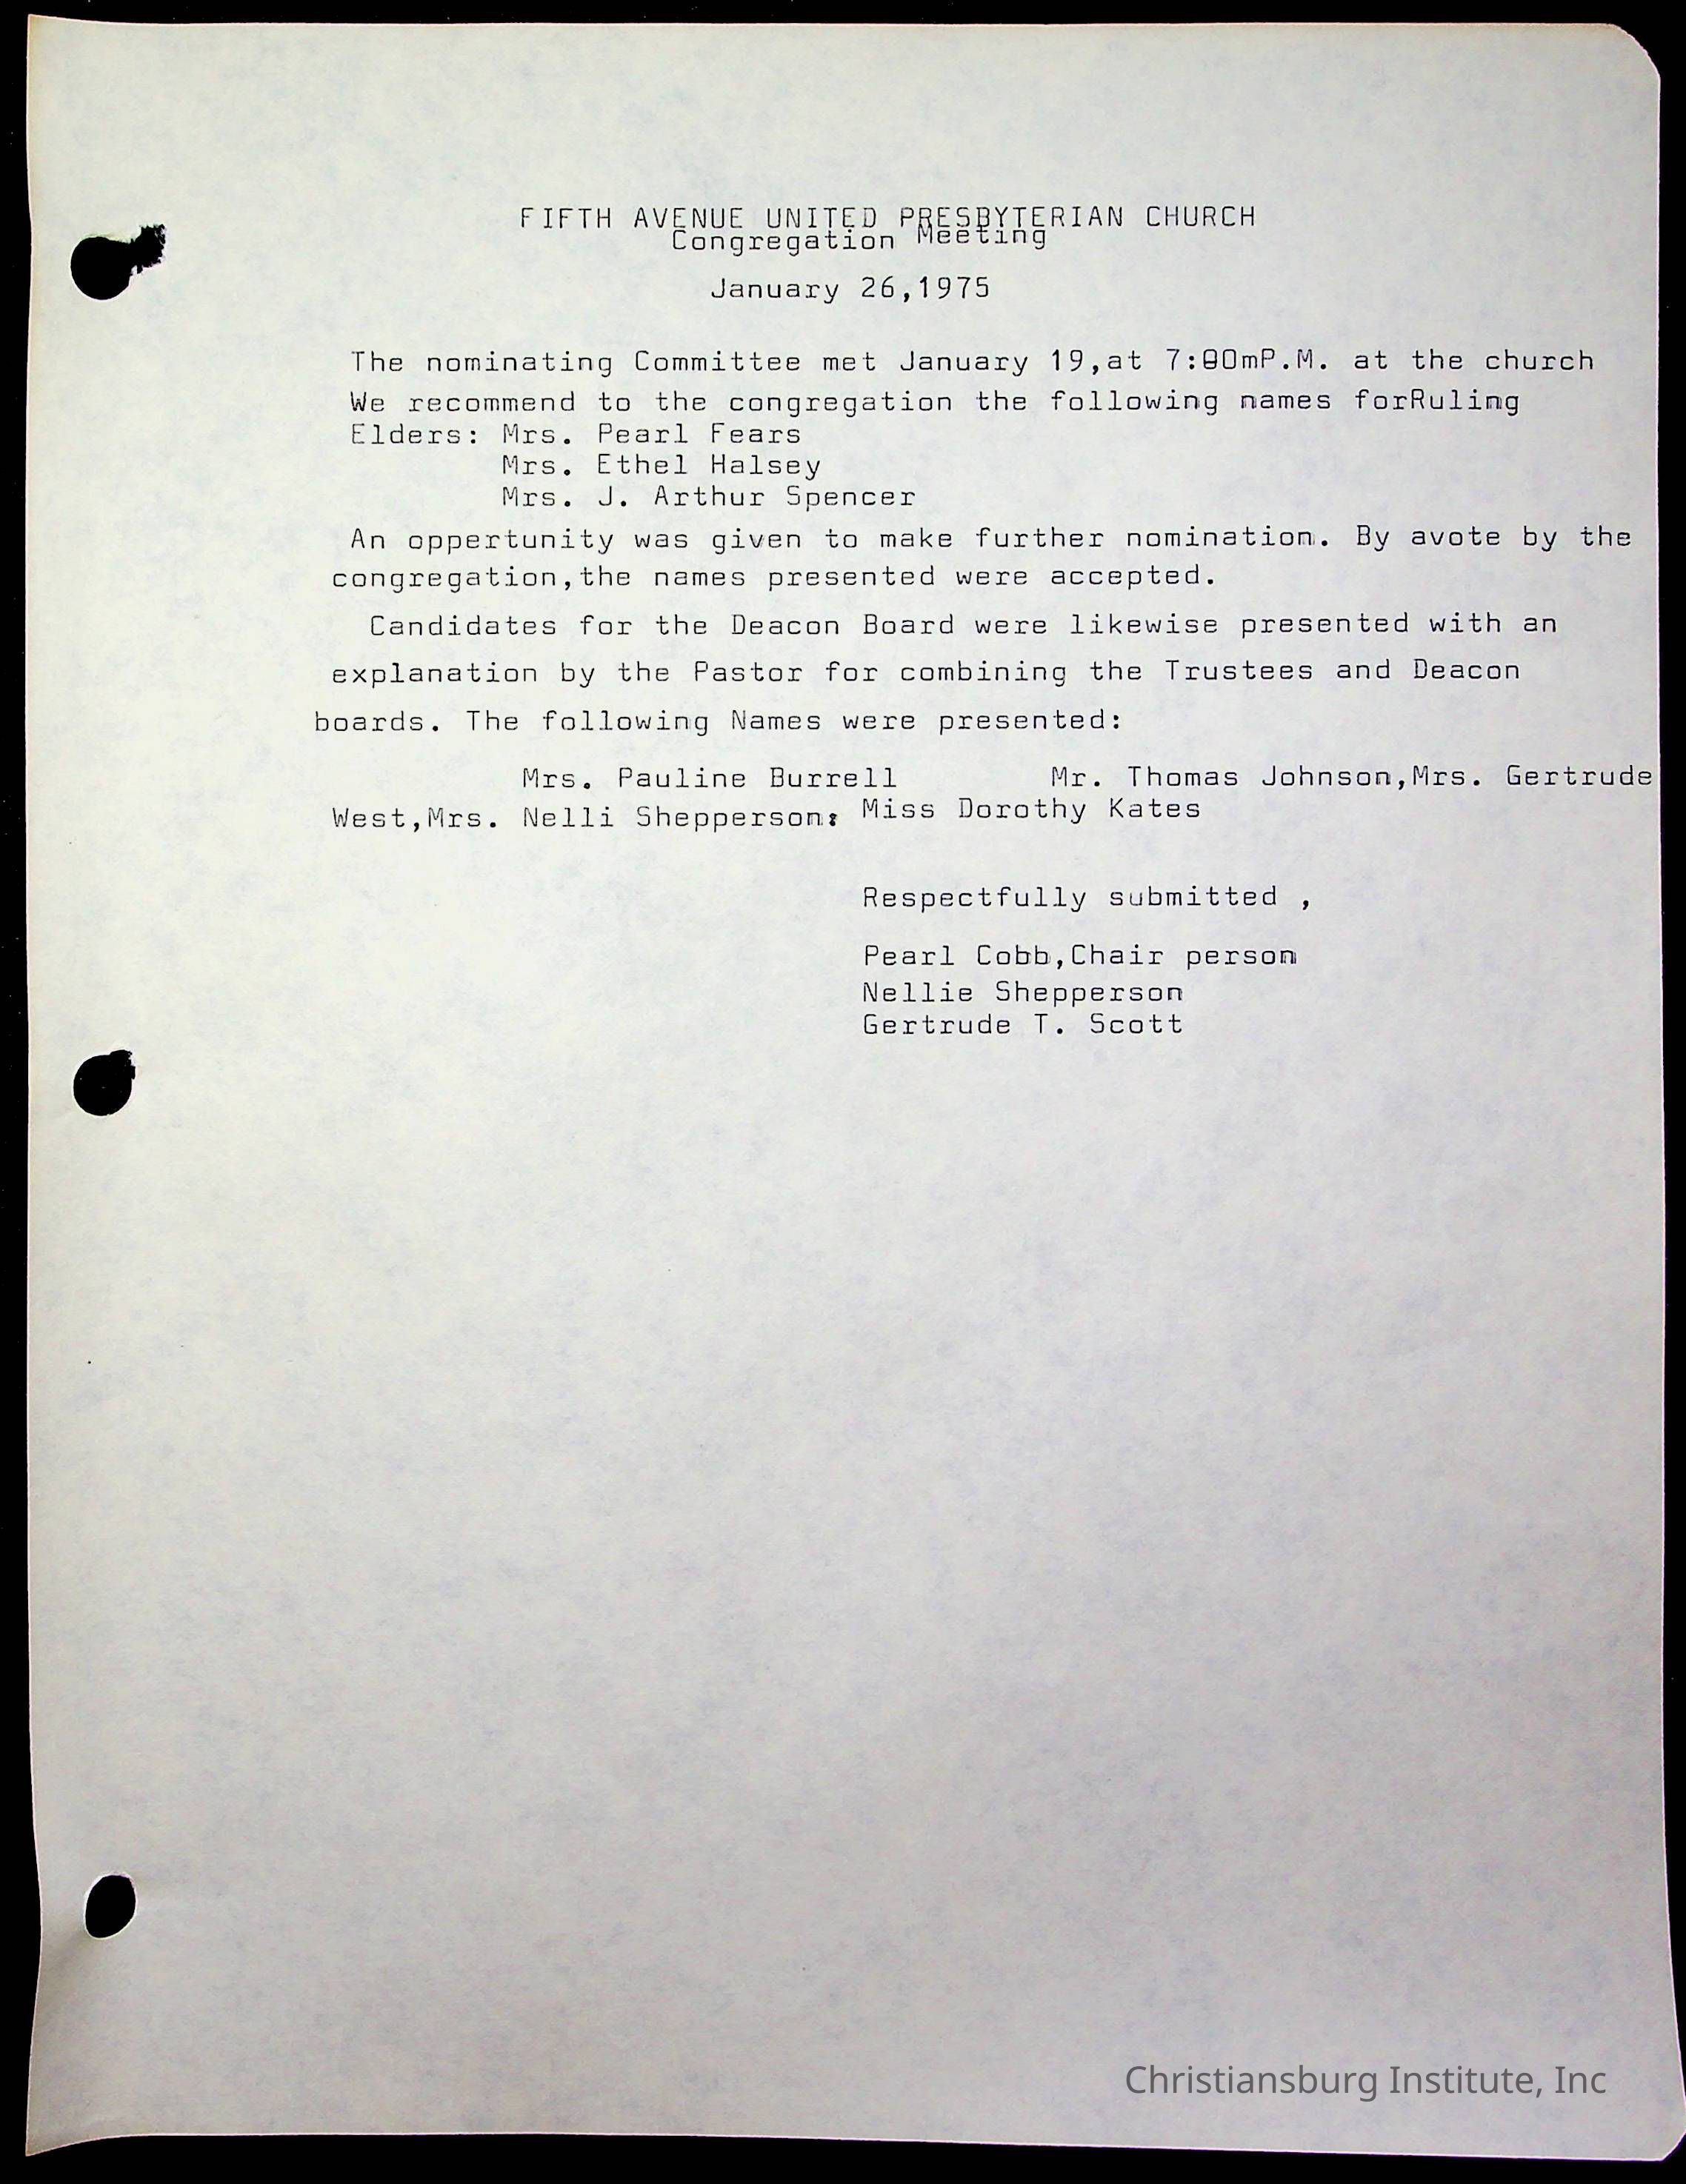 FIFTH AVENUE UNITED PRESBYTERIAN CHURCH
Congregation Meeting
January 26,1975
The nominating Committee met January 19,at 7:00mP.M. at the church
We recommend to the congregation the following names forRuling
Elders: Mrs. Pearl Fears
Mrs. Ethel Halsey
Mrs. J. Arthur Spencer
An oppertunity was given to make further nomination. By avote by the
congregation,the names presented were accepted.
Candidates for the Deacon Board were likewise presented with an
explanation by the Pastor for combining the Trustees and Deacon
boards. The following Names were presented:
Mrs. Pauline Burrell Mr. Thomas Johnson,Mrs. Gertrude
West,Mrs. Nelli Shepperson, Miss Dorothy Kates
Respectfully submitted ,
Pearl Cobb,Chair person
Nellie Shepperson
Gertrude T. Scott
Christiansburg Institute, Inc